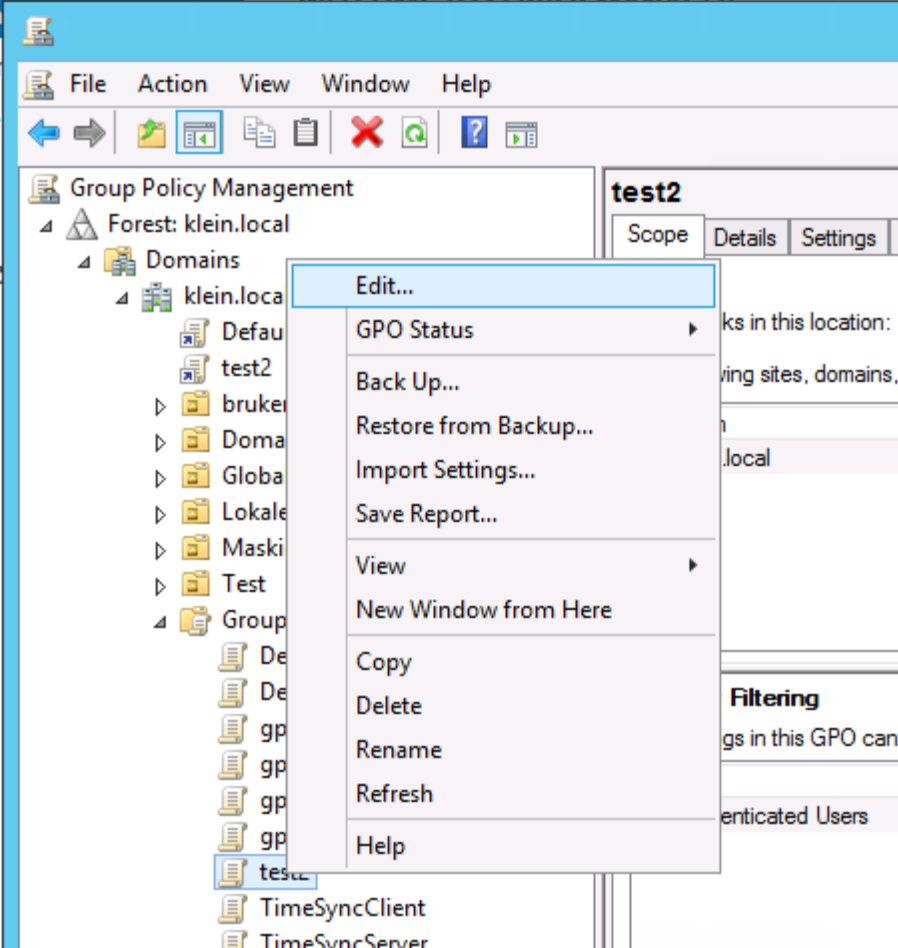 File Action View Window Help
Group Policy Management
Forest: klein.local
Domains
klein.loca
Defau
test2
bruker
Doma
Globa
Lokale
Maski
Test
Group
De
De
gp
gp
gp
gp
test2
TimeSyncClient
TimeSyncServer
Edit...
GPO Status
Back Up...
Restore from Backup...
Import Settings...
Save Report...
View
New Window from Here
Copy
Delete
Rename
Refresh
Help
test2
Scope Details Settings
ks in this location:
ving sites, domains,
.local
Filtering
gs in this GPO can
enticated Users